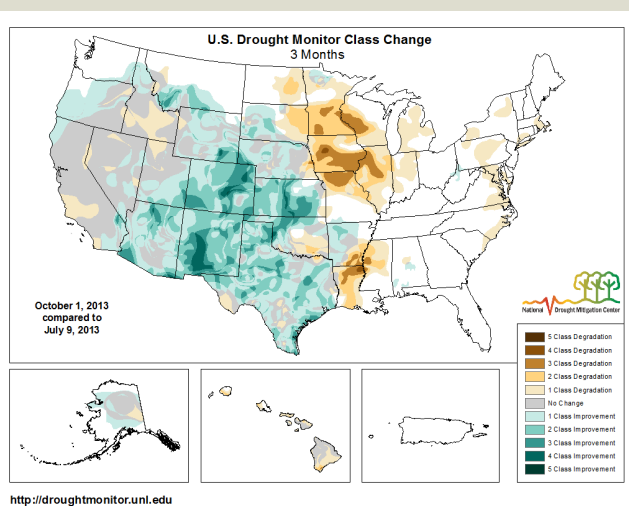 U.S. Drought Monitor Class Change
3 Months
October 1, 2013
compared to
July 9, 2013
National Drought Mitigation Center
5 Class Degradation
4 Class Degradation
3 Class Degradation
2 Class Degradation
1 Class Degradation
No Change
1 Class Improvement
2 Class Improvement
3 Class Improvement
4 Class Improvement
5 Class Improvement
http://droughtmonitor.unl.edu